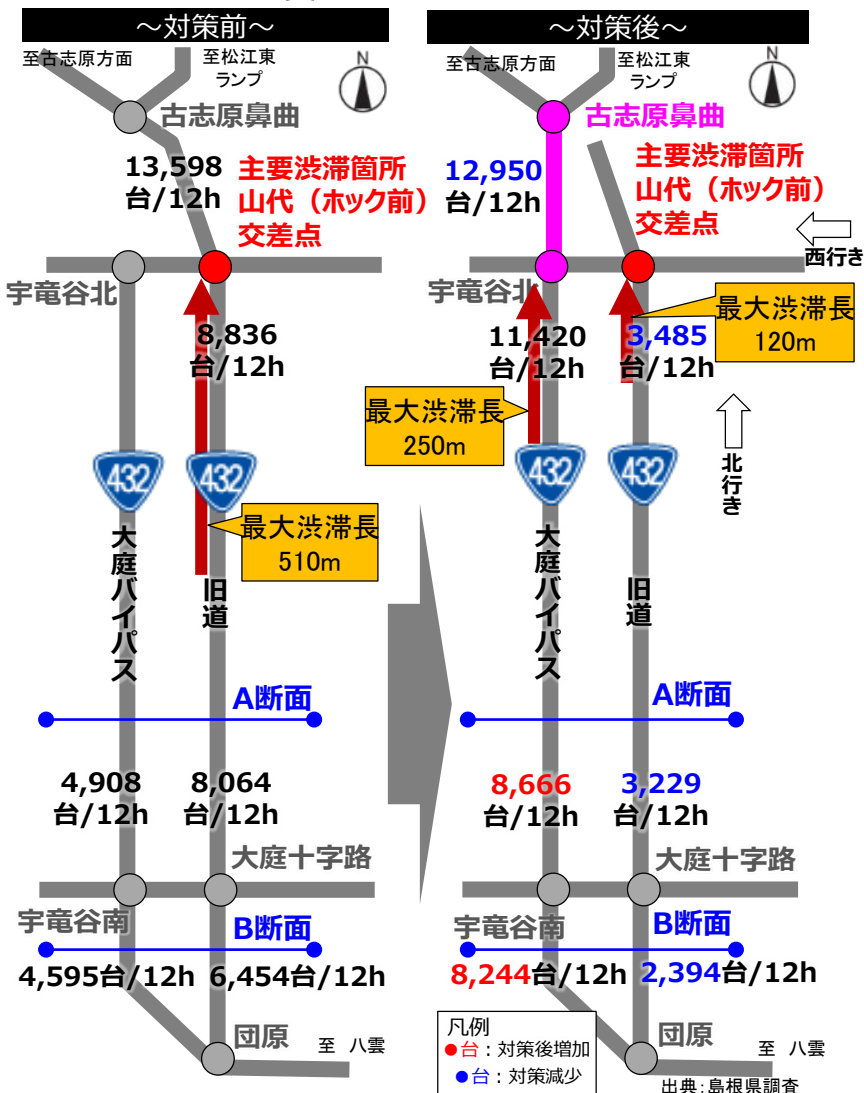 ～対策前～
至古志原方面
至松江東
ランプ
N
古志原鼻曲
13,598
台/12h
主要渋滞箇所
山代（ホック前）
交差点
宇竜谷北
8,836
台/12h
432
432
最大渋滞長
510m
大庭バイパス
旧道
A断面
4,908
台/12h
8,064
台/12h
大庭十字路
宇竜谷南
B断面
4,595台/12h
6,454台/12h
団原
至 八雲
～対策後～
至古志原方面
至松江東
ランプ
N
古志原鼻曲
12,950
台/12h
主要渋滞箇所
山代（ホック前）
交差点
西行き
宇竜谷北
11,420
台/12h
3,485
台/12h
最大渋滞長
120m
最大渋滞長
250m
北行き
432
432
大庭バイパス
旧道
A断面
8,666
台/12h
3,229
台/12h
大庭十字路
宇竜谷南
B断面
8,244台/12h
2,394台/12h
団原
至 八雲
凡例
●台：対策後増加
●台：対策減少
出典：島根県調査